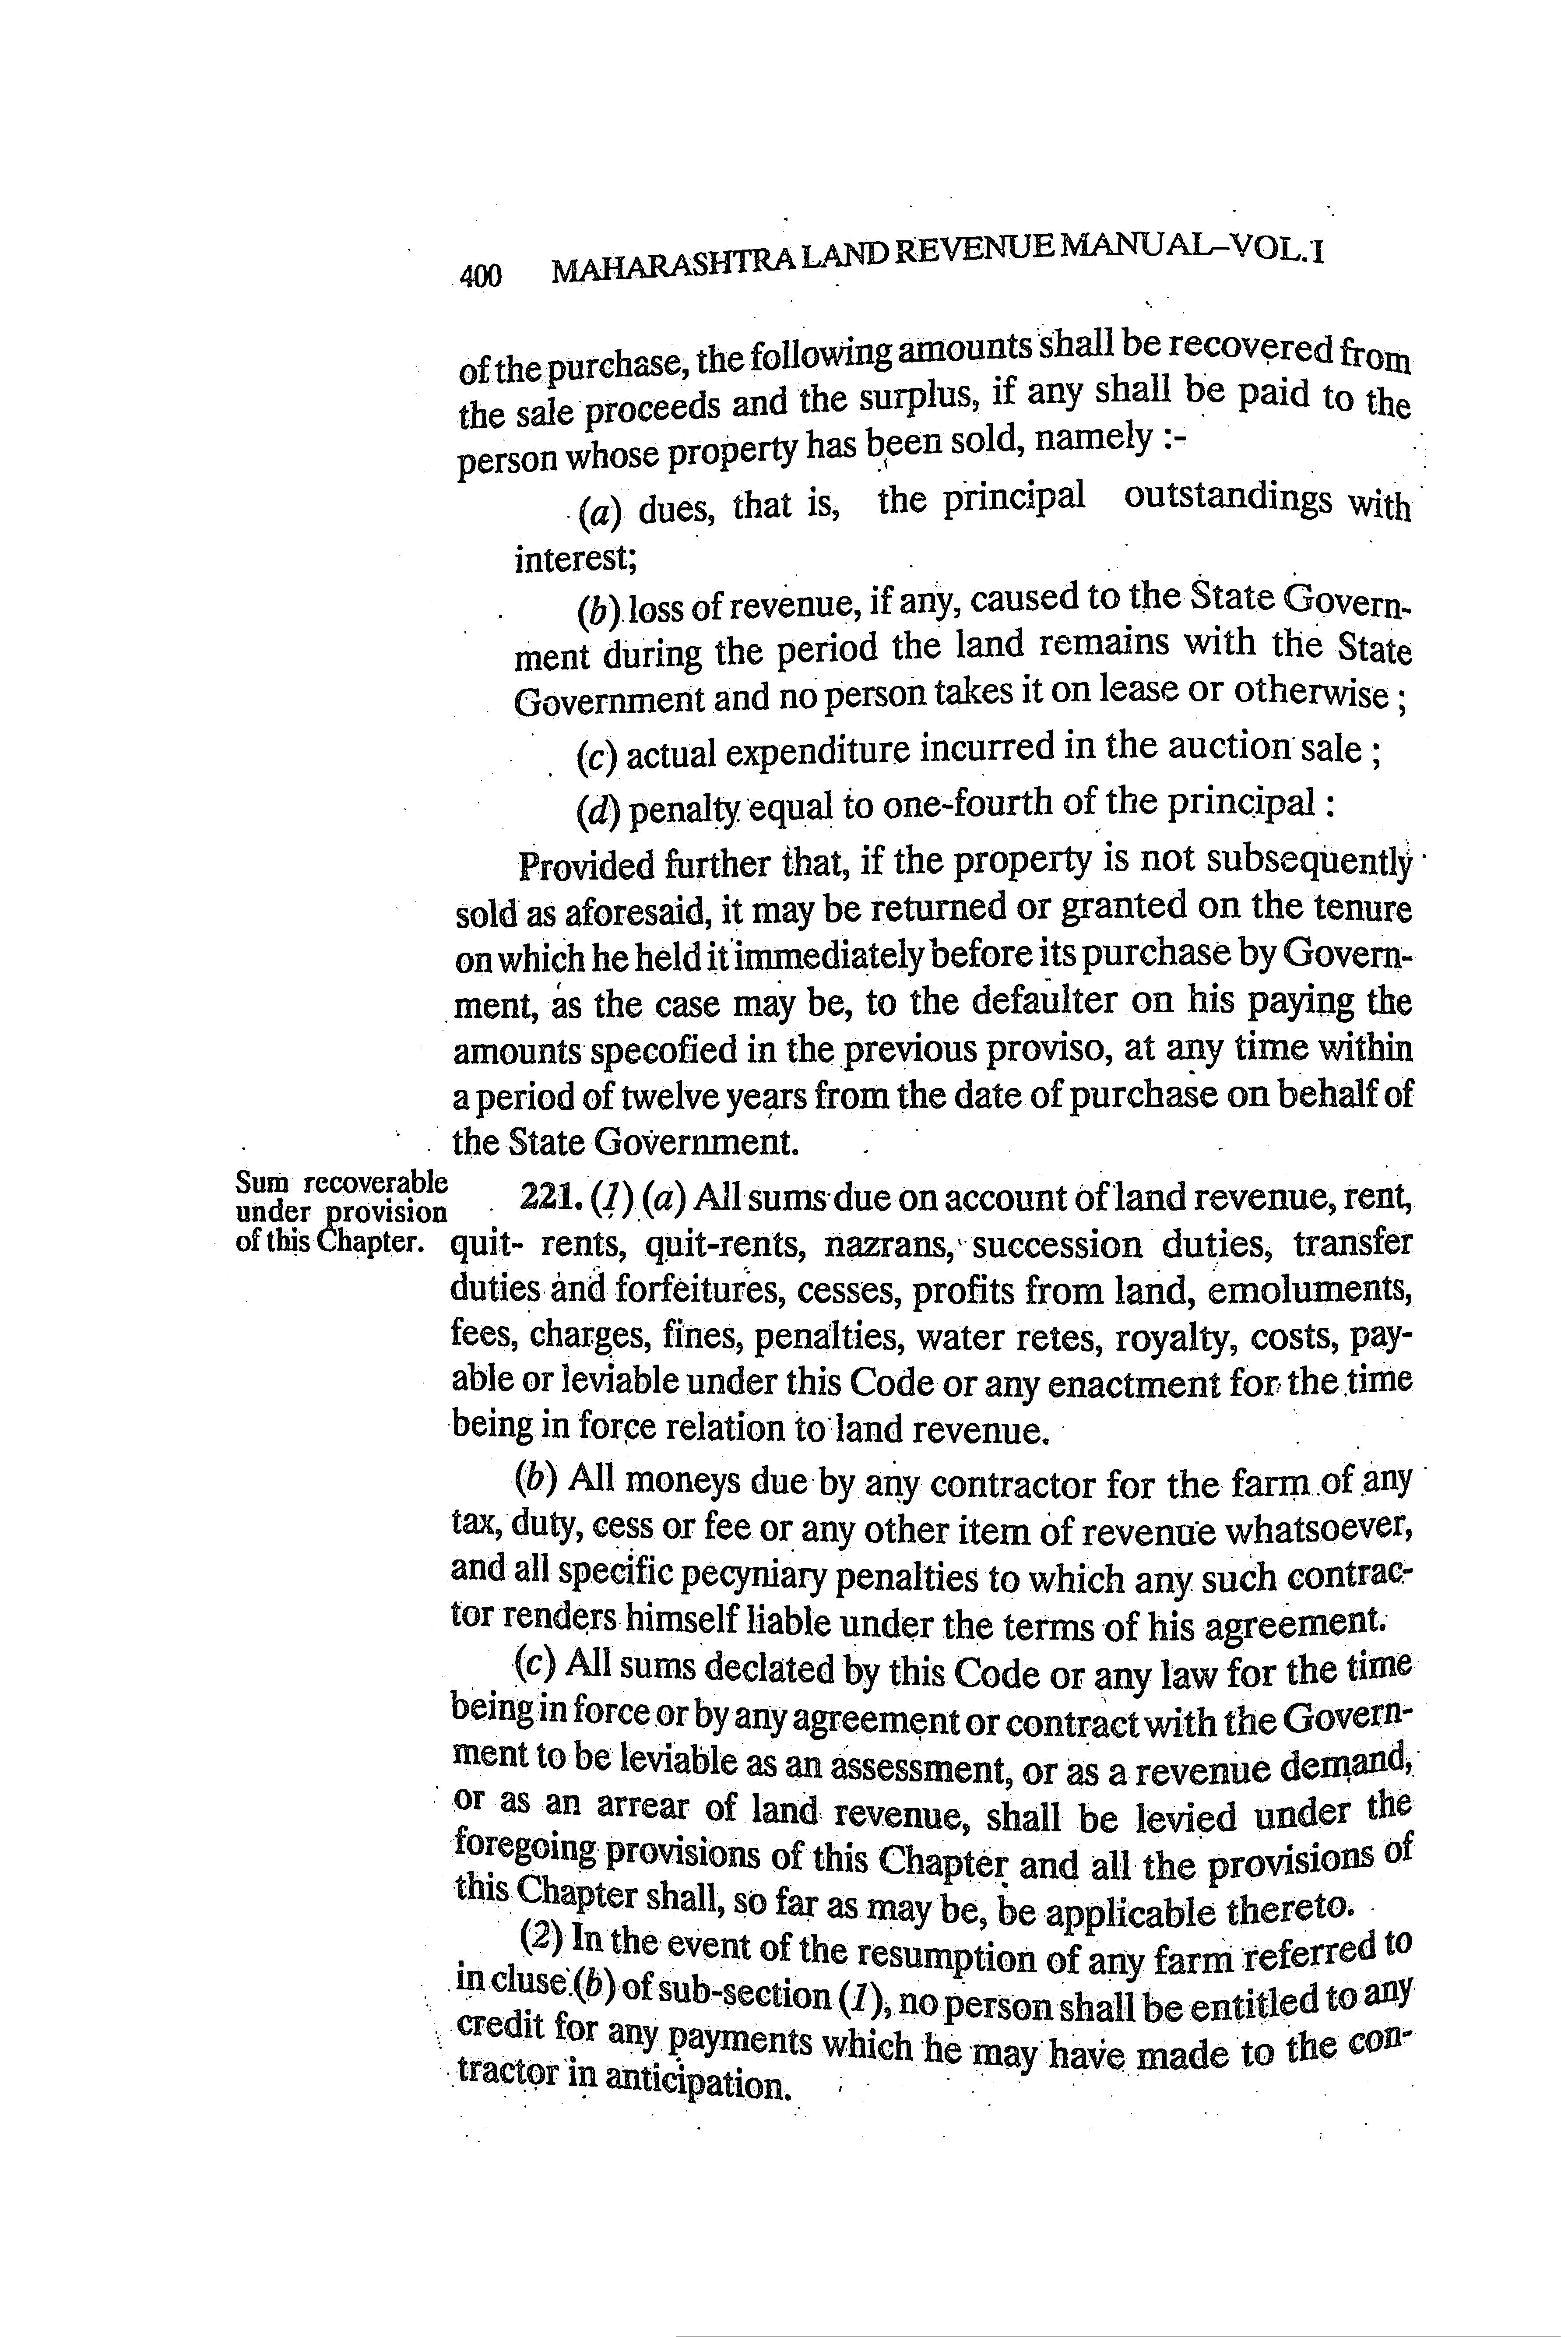 400 MAHARASHTRA LAND REVENUE MANUAL–VOL. I
of the purchase, the following amounts shall be recovered from
the sale proceeds and the surplus, if any shall be paid to the
person whose property has been sold, namely :-
(a) dues, that is, the principal outstandings with
interest;
(b) loss of revenue, if any, caused to the State Govern-
ment during the period the land remains with the State
Government and no person takes it on lease or otherwise ;
(c) actual expenditure incurred in the auction sale ;
(d) penalty equal to one-fourth of the principal :
Provided further that, if the property is not subsequently
sold as aforesaid, it may be returned or granted on the tenure
on which he held it immediately before its purchase by Govern-
ment, as the case may be, to the defaulter on his paying the
amounts specofied in the previous proviso, at any time within
a period of twelve years from the date of purchase on behalf of
the State Government.
Sum recoverable
under provision
of this Chapter.
221. (1) (a) All sums due on account of land revenue, rent,
quit- rents, quit-rents, nazrans, succession duties, transfer
duties and forfeitures, cesses, profits from land, emoluments,
fees, charges, fines, penalties, water retes, royalty, costs, pay-
able or leviable under this Code or any enactment for the time
being in force relation to land revenue.
(b) All moneys due by any contractor for the farm of any
tax, duty, cess or fee or any other item of revenue whatsoever,
and all specific pecyniary penalties to which any such contrac-
tor renders himself liable under the terms of his agreement.
(c) All sums declated by this Code or any law for the time
being in force or by any agreement or contract with the Govern-
ment to be leviable as an assessment, or as a revenue demand,
or as an arrear of land revenue, shall be levied under the
foregoing provisions of this Chapter and all the provisions of
this Chapter shall, so far as may be, be applicable thereto.
(2) In the event of the resumption of any farm referred to
in cluse (b) of sub-section (1), no person shall be entitled to any
credit for any payments which he may have made to the con-
tractor in anticipation.